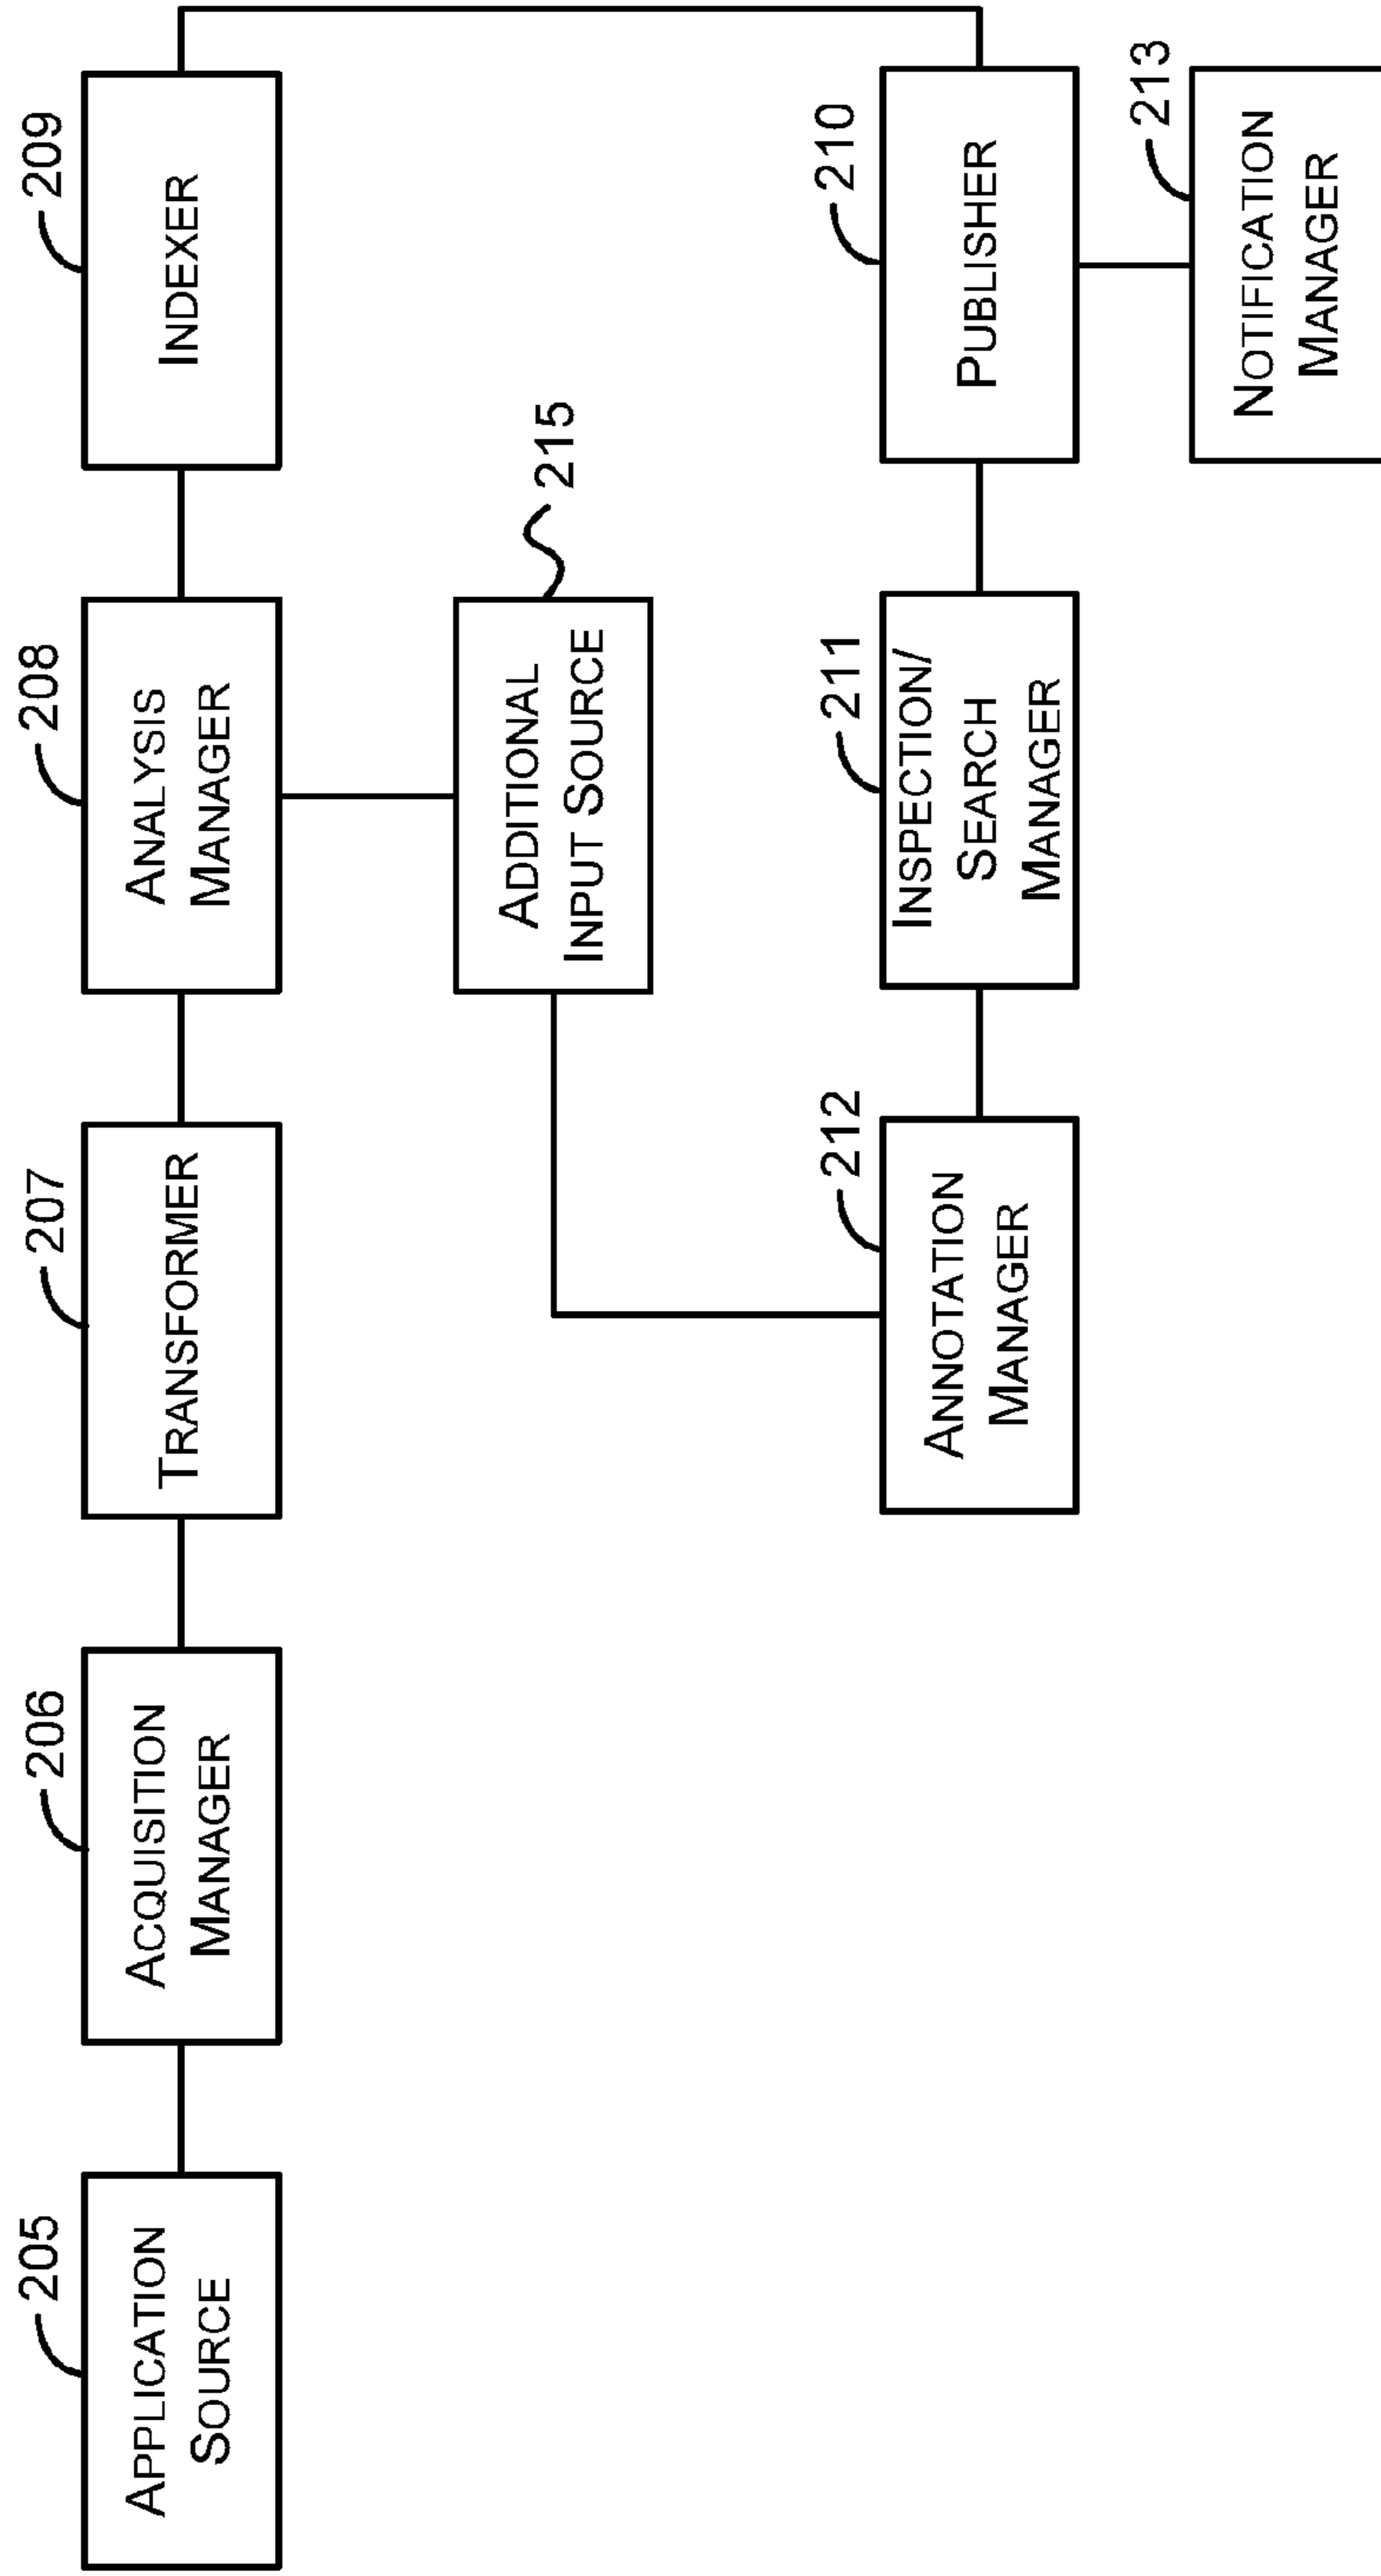 205
APPLICATION
SOURCE
206
ACQUISITION
MANAGER
207
TRANSFORMER
208
ANALYSIS
MANAGER
209
INDEXER
215
ADDITIONAL
INPUT SOURCE
212
ANNOTATION
MANAGER
211
INSPECTION/
SEARCH
MANAGER
210
PUBLISHER
213
NOTIFICATION
MANAGER